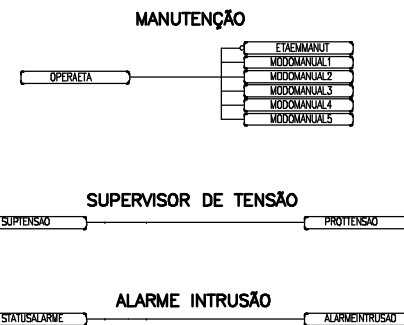 MANUTENÇÃO
ETAEMMANUT
MODOMANUAL1
OPERAETA
MODOMANUAL2
MODOMANUAL3
MODOMANUAL4
MODOMANUAL5
SUPERVISOR DE TENSÃO
SUPTENSAO
PROTTENSAO
ALARME INTRUSÃO
STATUSALARME
ALARMEINTRUSAO